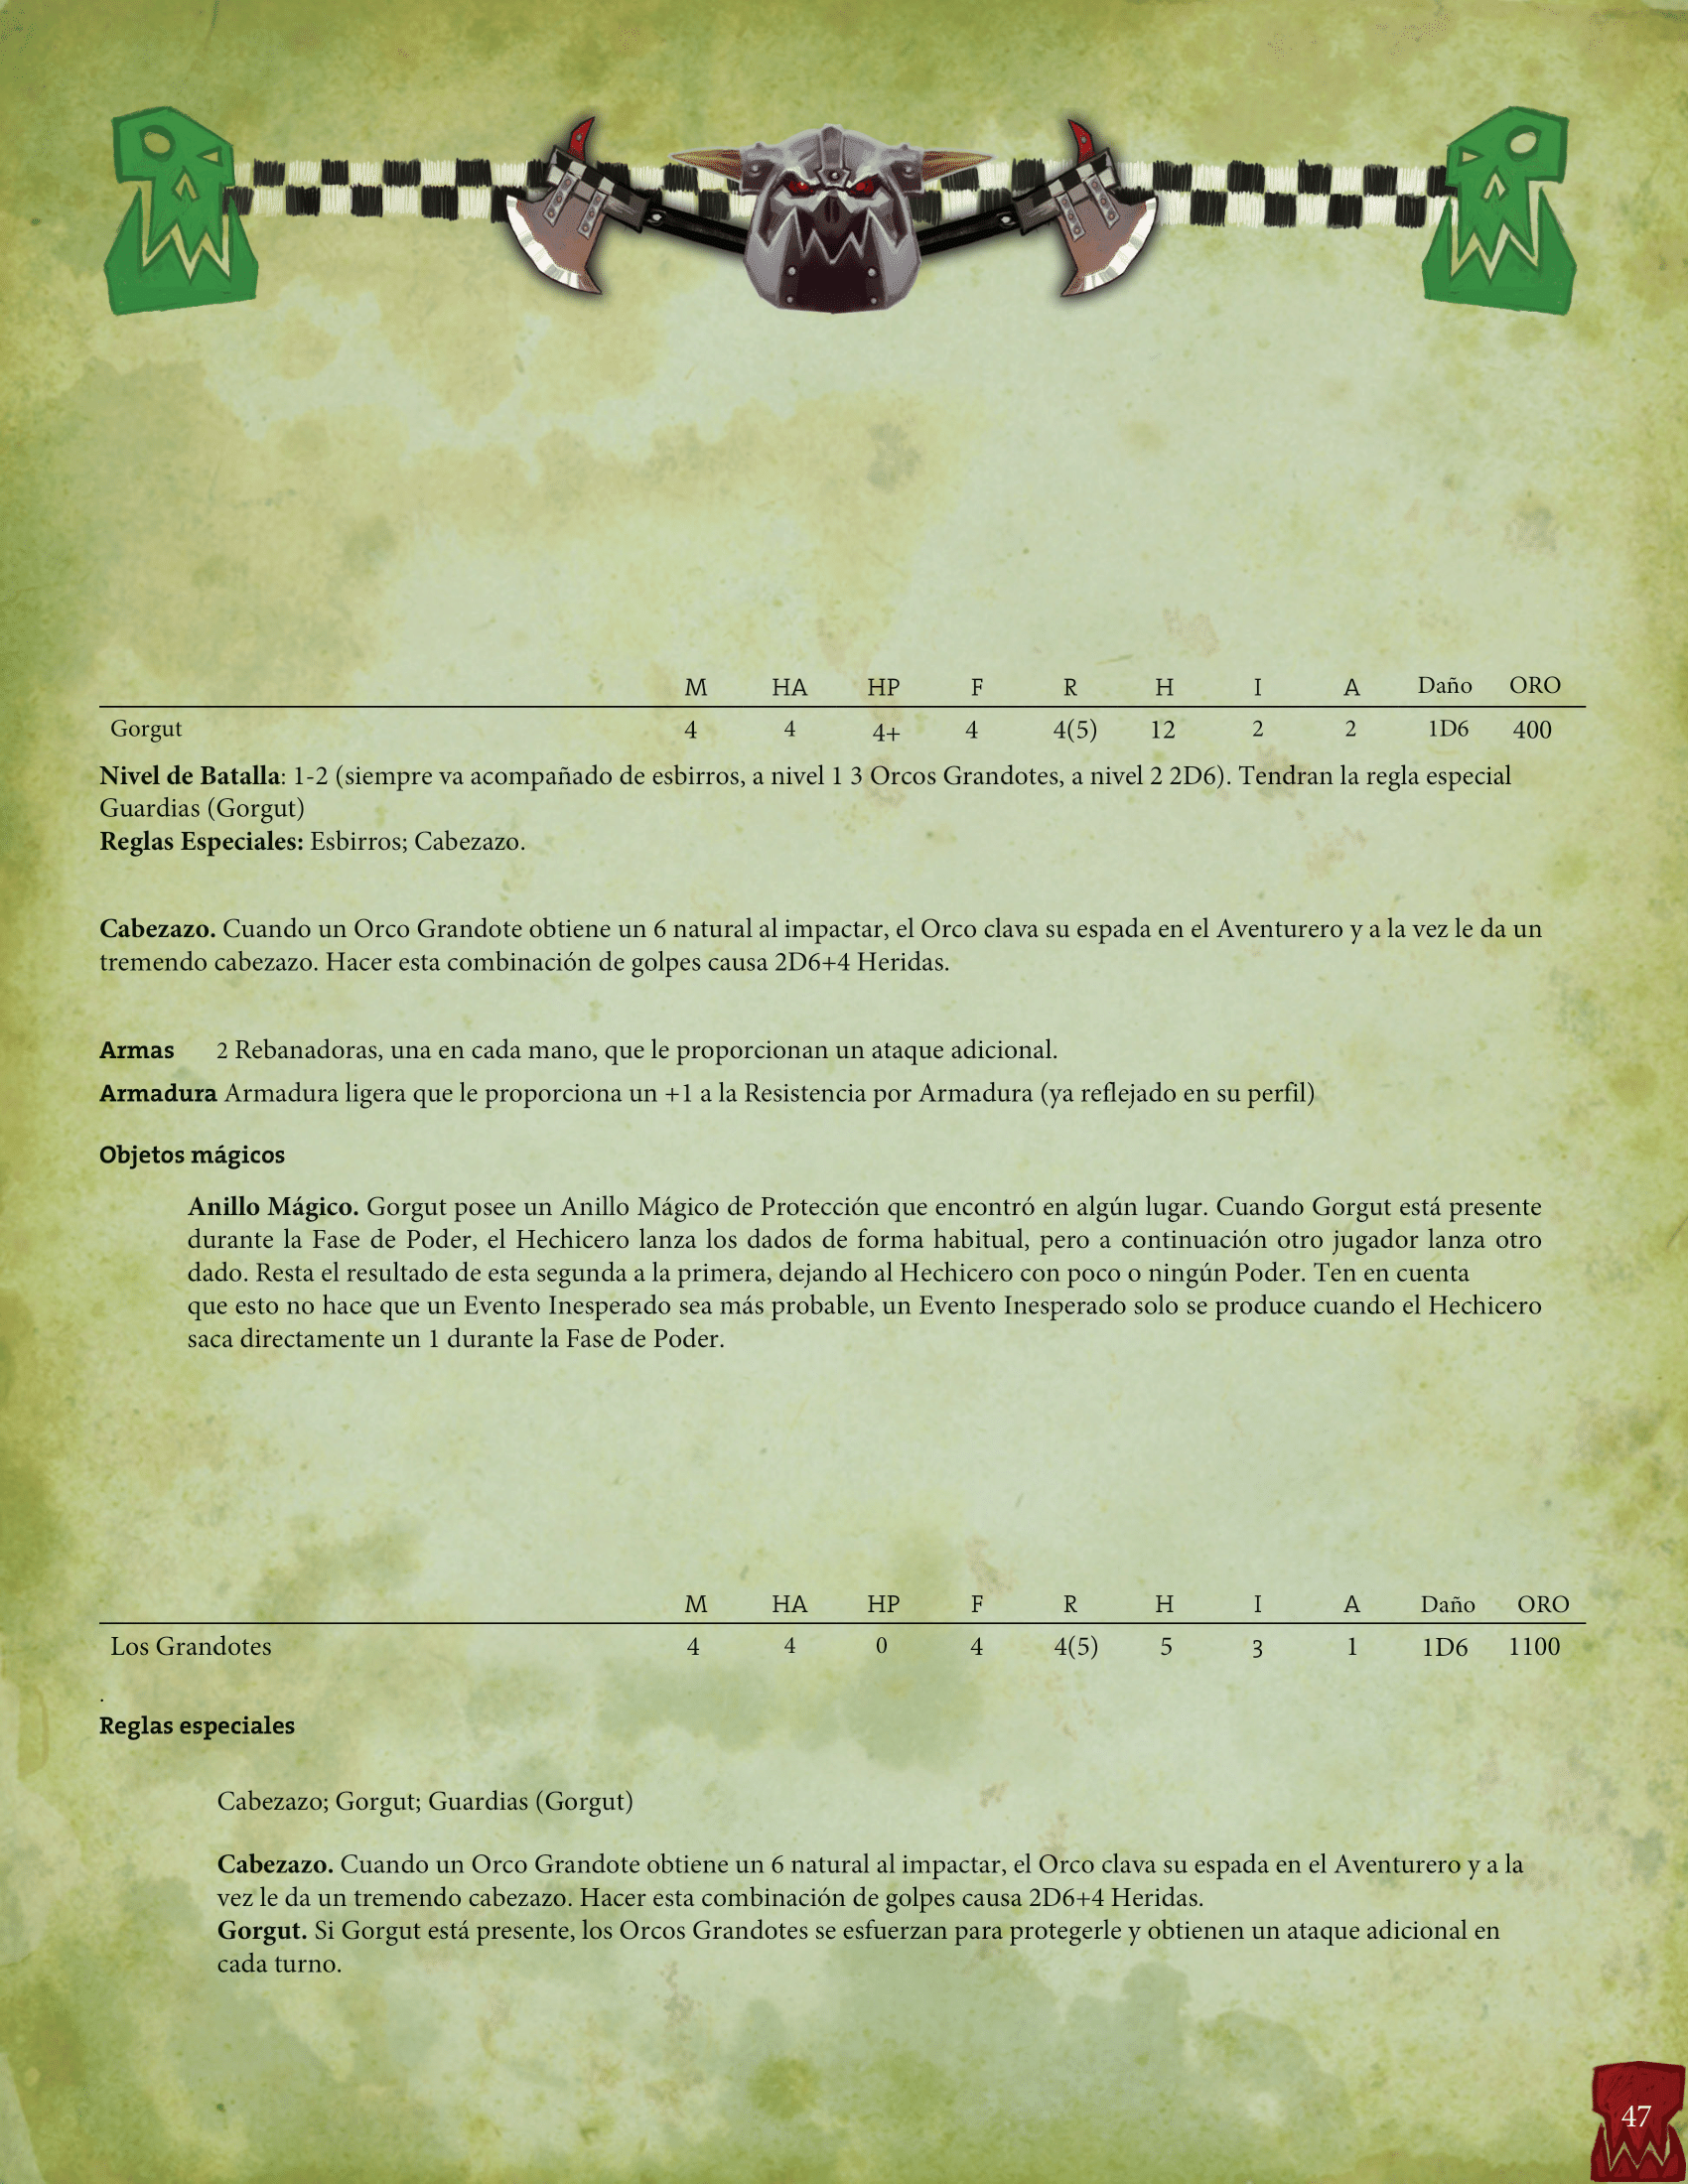 M HA HP F R H I A Daño ORO
Gorgut 4 4 4+ 4 4(5) 12 2 2 1D6 400
Nivel de Batalla: 1-2 (siempre va acompañado de esbirros, a nivel 1 3 Orcos Grandotes, a nivel 2 2D6). Tendran la regla especial
Guardias (Gorgut)
Reglas Especiales: Esbirros; Cabezazo.
Cabezazo. Cuando un Orco Grandote obtiene un 6 natural al impactar, el Orco clava su espada en el Aventurero y a la vez le da un
tremendo cabezazo. Hacer esta combinación de golpes causa 2D6+4 Heridas.
Armas 2 Rebanadoras, una en cada mano, que le proporcionan un ataque adicional.
Armadura Armadura ligera que le proporciona un +1 a la Resistencia por Armadura (ya reflejado en su perfil)
Objetos mágicos
Anillo Mágico. Gorgut posee un Anillo Mágico de Protección que encontró en algún lugar. Cuando Gorgut está presente
durante la Fase de Poder, el Hechicero lanza los dados de forma habitual, pero a continuación otro jugador lanza otro
dado. Resta el resultado de esta segunda a la primera, dejando al Hechicero con poco o ningún Poder. Ten en cuenta
que esto no hace que un Evento Inesperado sea más probable, un Evento Inesperado solo se produce cuando el Hechicero
saca directamente un 1 durante la Fase de Poder.
M HA HP F R H I A Daño ORO
Los Grandotes 4 4 0 4 4(5) 5 3 1 1D6 1100
.
Reglas especiales
Cabezazo; Gorgut; Guardias (Gorgut)
Cabezazo. Cuando un Orco Grandote obtiene un 6 natural al impactar, el Orco clava su espada en el Aventurero y a la
vez le da un tremendo cabezazo. Hacer esta combinación de golpes causa 2D6+4 Heridas.
Gorgut. Si Gorgut está presente, los Orcos Grandotes se esfuerzan para protegerle y obtienen un ataque adicional en
cada turno.
47